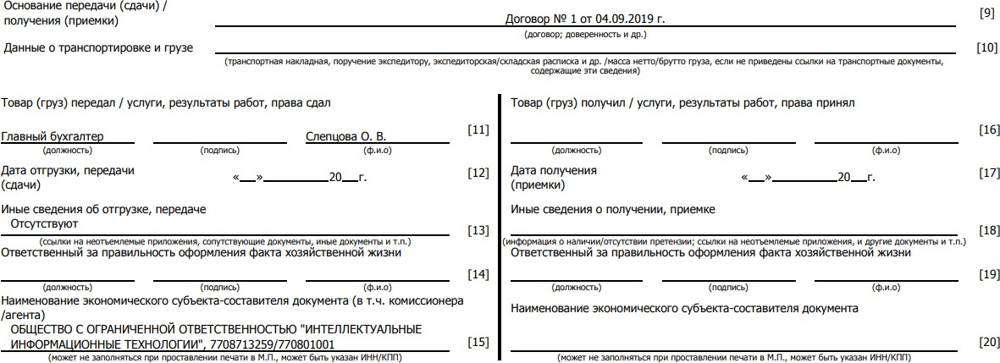 Основание передачи (сдачи) /
получения (приемки) Договор № 1 от 04.09.2019 г. [9]
(договор; доверенность и др.)
Данные о транспортировке и грузе [10]
(транспортная накладная, поручение экспедитору, экспедиторская/складская расписка и др. /масса нетто/брутто груза, если не приведены ссылки на транспортные документы,
содержащие эти сведения)
Товар (груз) передал / услуги, результаты работ, права сдал
Главный бухгалтер Слепцова О. В. [11]
(должность) (подпись) (ф.и.о)
Дата отгрузки, передачи
(сдачи) «__»__________20__г. [12]
Иные сведения об отгрузке, передаче
Отсутствуют [13]
(ссылки на неотъемлемые приложения, сопутствующие документы, иные документы и т.п.)
Ответственный за правильность оформления факта хозяйственной жизни
[14]
(должность) (подпись) (ф.и.о)
Наименование экономического субъекта-составителя документа (в т.ч. комиссионера
/агента)
ОБЩЕСТВО С ОГРАНИЧЕННОЙ ОТВЕТСТВЕННОСТЬЮ "ИНТЕЛЛЕКТУАЛЬНЫЕ
ИНФОРМАЦИОННЫЕ ТЕХНОЛОГИИ", 7708713259/770801001 [15]
(может не заполняться при проставлении печати в М.П., может быть указан ИНН/КПП)
Товар (груз) получил / услуги, результаты работ, права принял
[16]
(должность) (подпись) (ф.и.о)
Дата получения
(приемки) «__»__________20__г. [17]
Иные сведения о получении, приемке
[18]
(информация о наличии/отсутствии претензии; ссылки на неотъемлемые приложения, и другие документы и т.п.)
Ответственный за правильность оформления факта хозяйственной жизни
[19]
(должность) (подпись) (ф.и.о)
Наименование экономического субъекта-составителя документа
[20]
(может не заполняться при проставлении печати в М.П., может быть указан ИНН/КПП)